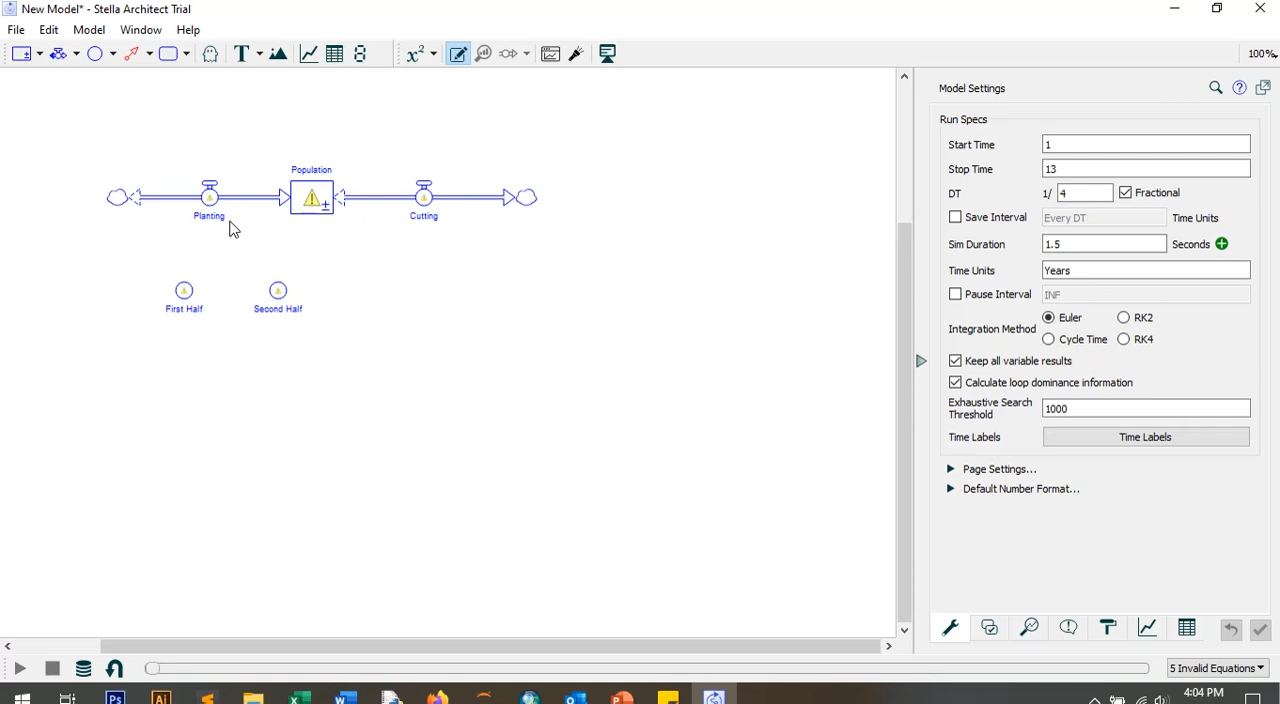 New Model* - Stella Architect Trial
File Edit Model Window Help
T x² 100%
Population
Planting
Cutting
First Half
Second Half
Model Settings
Run Specs
Start Time 1
Stop Time 13
DT 1/ 4 Fractional
Save Interval Every DT Time Units
Sim Duration 1.5 Seconds
Time Units Years
Pause Interval INF
Integration Method Euler RK2
Cycle Time RK4
Keep all variable results
Calculate loop dominance information
Exhaustive Search Threshold 1000
Time Labels Time Labels
Page Settings...
Default Number Format...
5 Invalid Equations
Ps Ai
4:04 PM